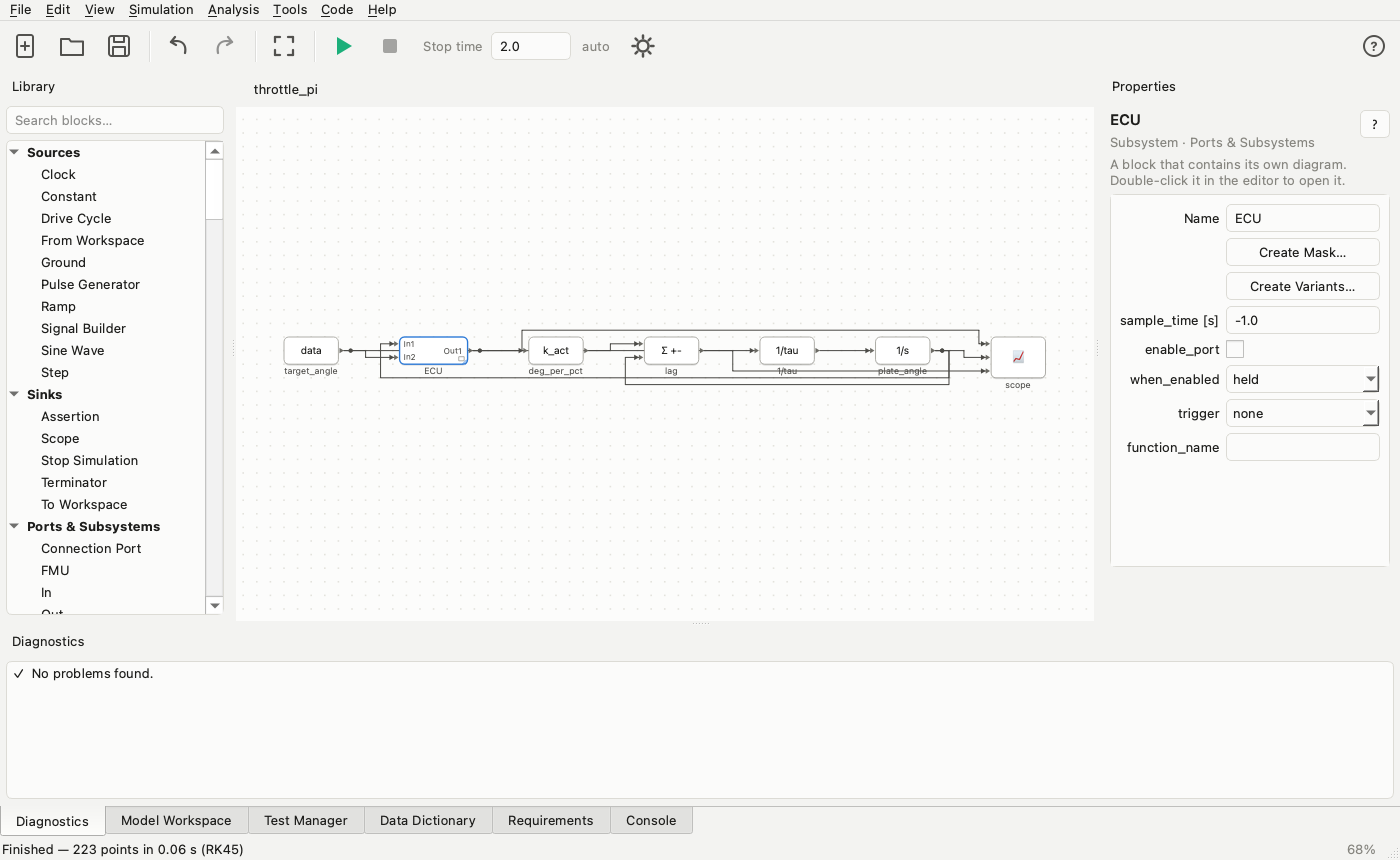 File Edit View Simulation Analysis Tools Code Help
Stop time 2.0 auto
?
Library
Search blocks...
Sources
Clock
Constant
Drive Cycle
From Workspace
Ground
Pulse Generator
Ramp
Signal Builder
Sine Wave
Step
Sinks
Assertion
Scope
Stop Simulation
Terminator
To Workspace
Ports & Subsystems
Connection Port
FMU
In
Out
throttle_pi
data
target_angle
In1
In2
Out1
ECU
k_act
deg_per_pct
Σ +-
lag
1/tau
1/tau
1/s
plate_angle
scope
Properties
ECU
?
Subsystem · Ports & Subsystems
A block that contains its own diagram.
Double-click it in the editor to open it.
Name ECU
Create Mask...
Create Variants...
sample_time [s] -1.0
enable_port
when_enabled held
trigger none
function_name
Diagnostics
✓ No problems found.
Diagnostics Model Workspace Test Manager Data Dictionary Requirements Console
Finished — 223 points in 0.06 s (RK45)
68%